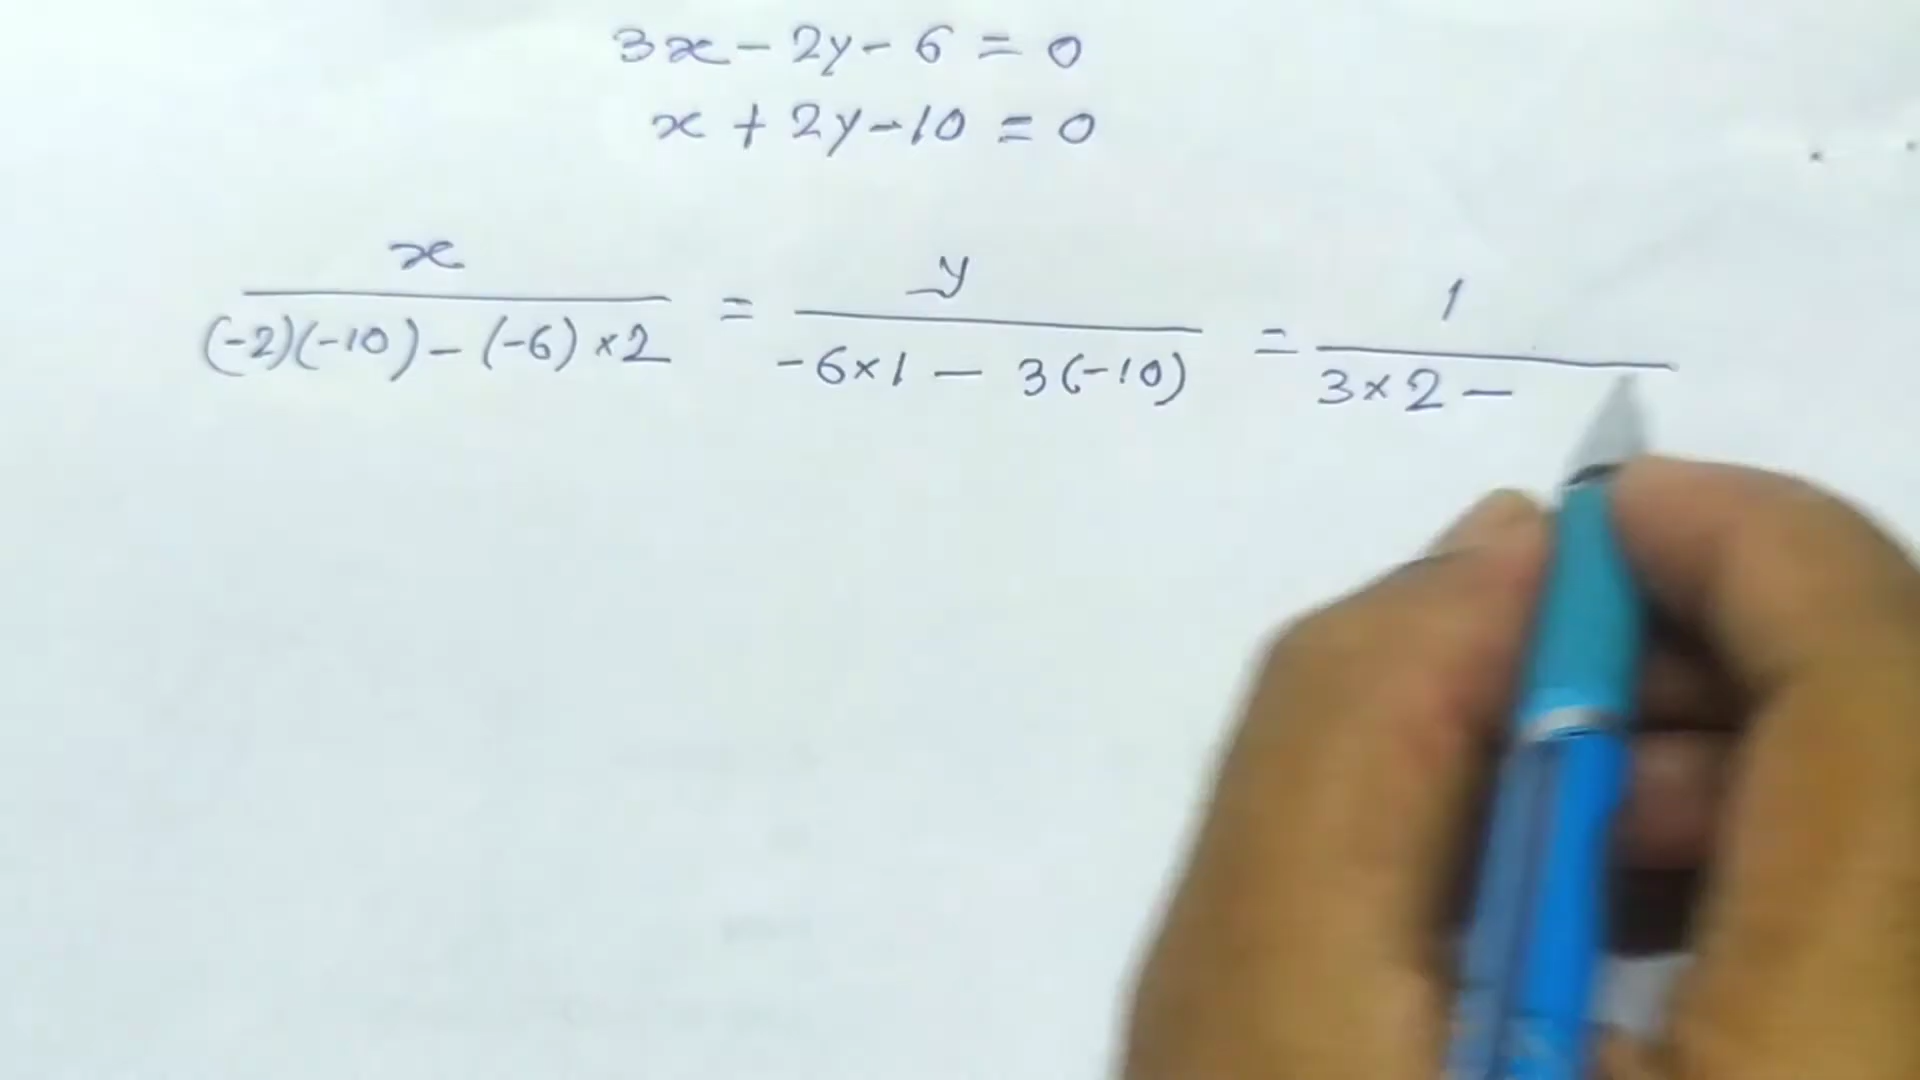 3x - 2y - 6 = 0
x + 2y - 10 = 0
x y 1
(-2)(-10) - (-6) × 2 = -6×1 - 3(-10) = 3×2 -